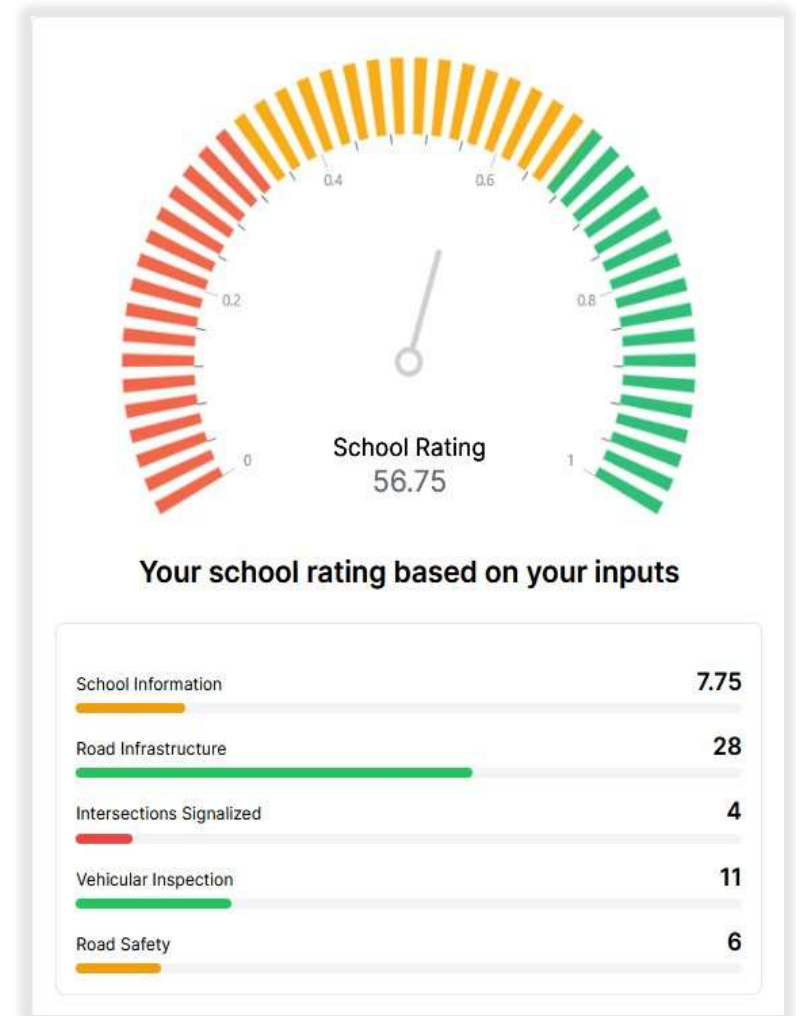 0.4
0.6
0.2
0.8
0
1
School Rating
56.75
Your school rating based on your inputs
School Information 7.75
Road Infrastructure 28
Intersections Signalized 4
Vehicular Inspection 11
Road Safety 6